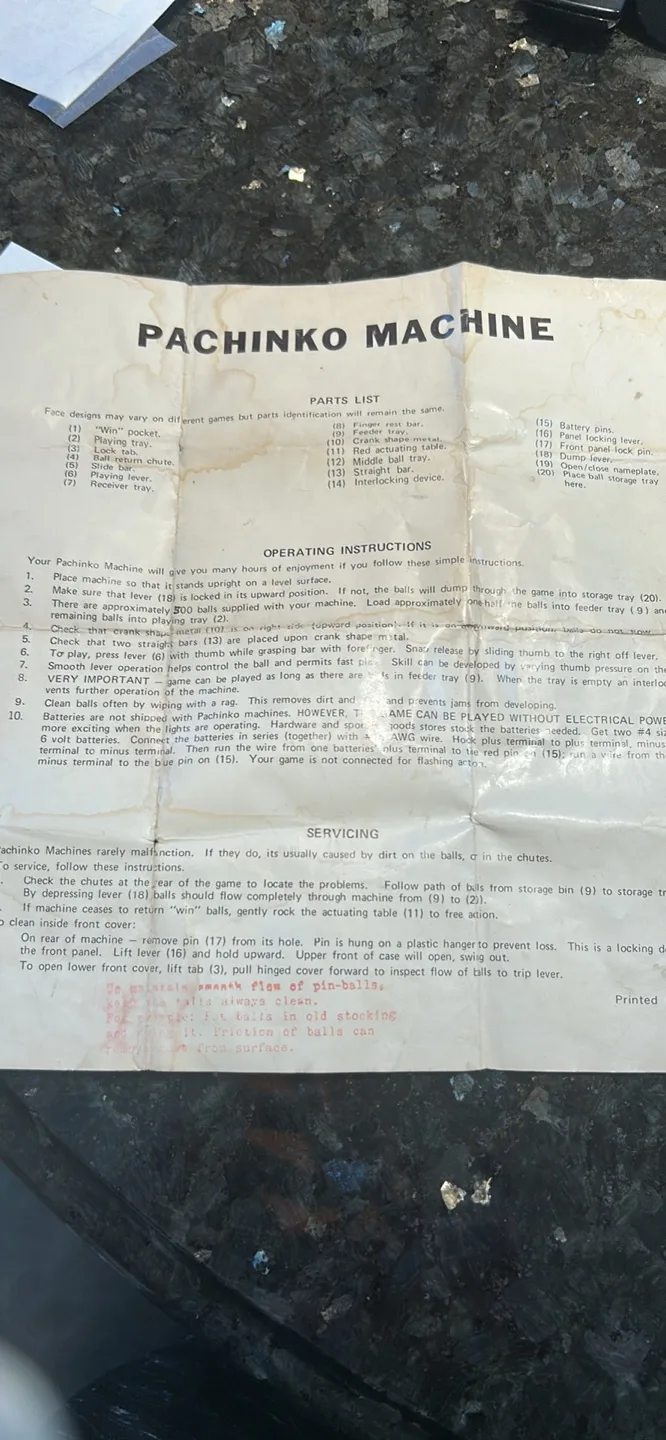 PACHINKO MACHINE
PARTS LIST
Face designs may vary on different games but parts identification will remain the same.
(1) "Win" pocket.
(2) Playing tray.
(3) Lock tab.
(4) Ball return chute.
(5) Slide bar.
(6) Playing lever.
(7) Receiver tray.
(8) Finger rest bar.
(9) Feeder tray.
(10) Crank shape metal.
(11) Red actuating table.
(12) Middle ball tray.
(13) Straight bar.
(14) Interlocking device.
(15) Battery pins.
(16) Panel locking lever.
(17) Front panel lock pin.
(18) Dump lever.
(19) Open/close nameplate.
(20) Place ball storage tray
here.
OPERATING INSTRUCTIONS
Your Pachinko Machine will give you many hours of enjoyment if you follow these simple instructions.
1. Place machine so that it stands upright on a level surface.
2. Make sure that lever (18) is locked in its upward position. If not, the balls will dump through the game into storage tray (20).
3. There are approximately 500 balls supplied with your machine. Load approximately one half the balls into feeder tray (9) and
remaining balls into playing tray (2).
4. Check that crank shape metal (10) is on right side (upward position). If it is on position, balls do not
5. Check that two straight bars (13) are placed upon crank shape metal.
6. To play, press lever (6) with thumb while grasping bar with forefinger. Snap release by sliding thumb to the right off lever.
7. Smooth lever operation helps control the ball and permits fast Skill can be developed by varying thumb pressure on the
8. VERY IMPORTANT — game can be played as long as there are in feeder tray (9). When the tray is empty an
vents further operation of the machine.
9. Clean balls often by wiping with a rag. This removes dirt and and prevents jams from developing.
10. Batteries are not shipped with Pachinko machines. HOWEVER, GAME CAN BE PLAYED WITHOUT ELECTRICAL
more exciting when the lights are operating. Hardware and goods stores stock the batteries needed. Get two #4
6 volt batteries. Connect the batteries in series (together) with AWG wire. Hook plus terminal to plus terminal, minus
terminal to minus terminal. Then run the wire from one batteries' plus terminal to the red pin on (15); run a wire from the
minus terminal to the blue pin on (15). Your game is not connected for flashing action.
SERVICING
achinko Machines rarely malfunction. If they do, its usually caused by dirt on the balls, or in the chutes.
o service, follow these instructions.
Check the chutes at the rear of the game to locate the problems. Follow path of balls from storage bin (9) to storage
By depressing lever (18) balls should flow completely through machine from (9) to (2)).
If machine ceases to return "win" balls, gently rock the actuating table (11) to free action.
o clean inside front cover:
On rear of machine — remove pin (17) from its hole. Pin is hung on a plastic hanger to prevent loss. This is a locking
the front panel. Lift lever (16) and hold upward. Upper front of case will open, swing out.
To open lower front cover, lift tab (3), pull hinged cover forward to inspect flow of balls to trip lever.
Printed
To maintain smooth flow of pin-balls,
balls always clean.
balls in old stocking
it. Friction of balls can
from surface.